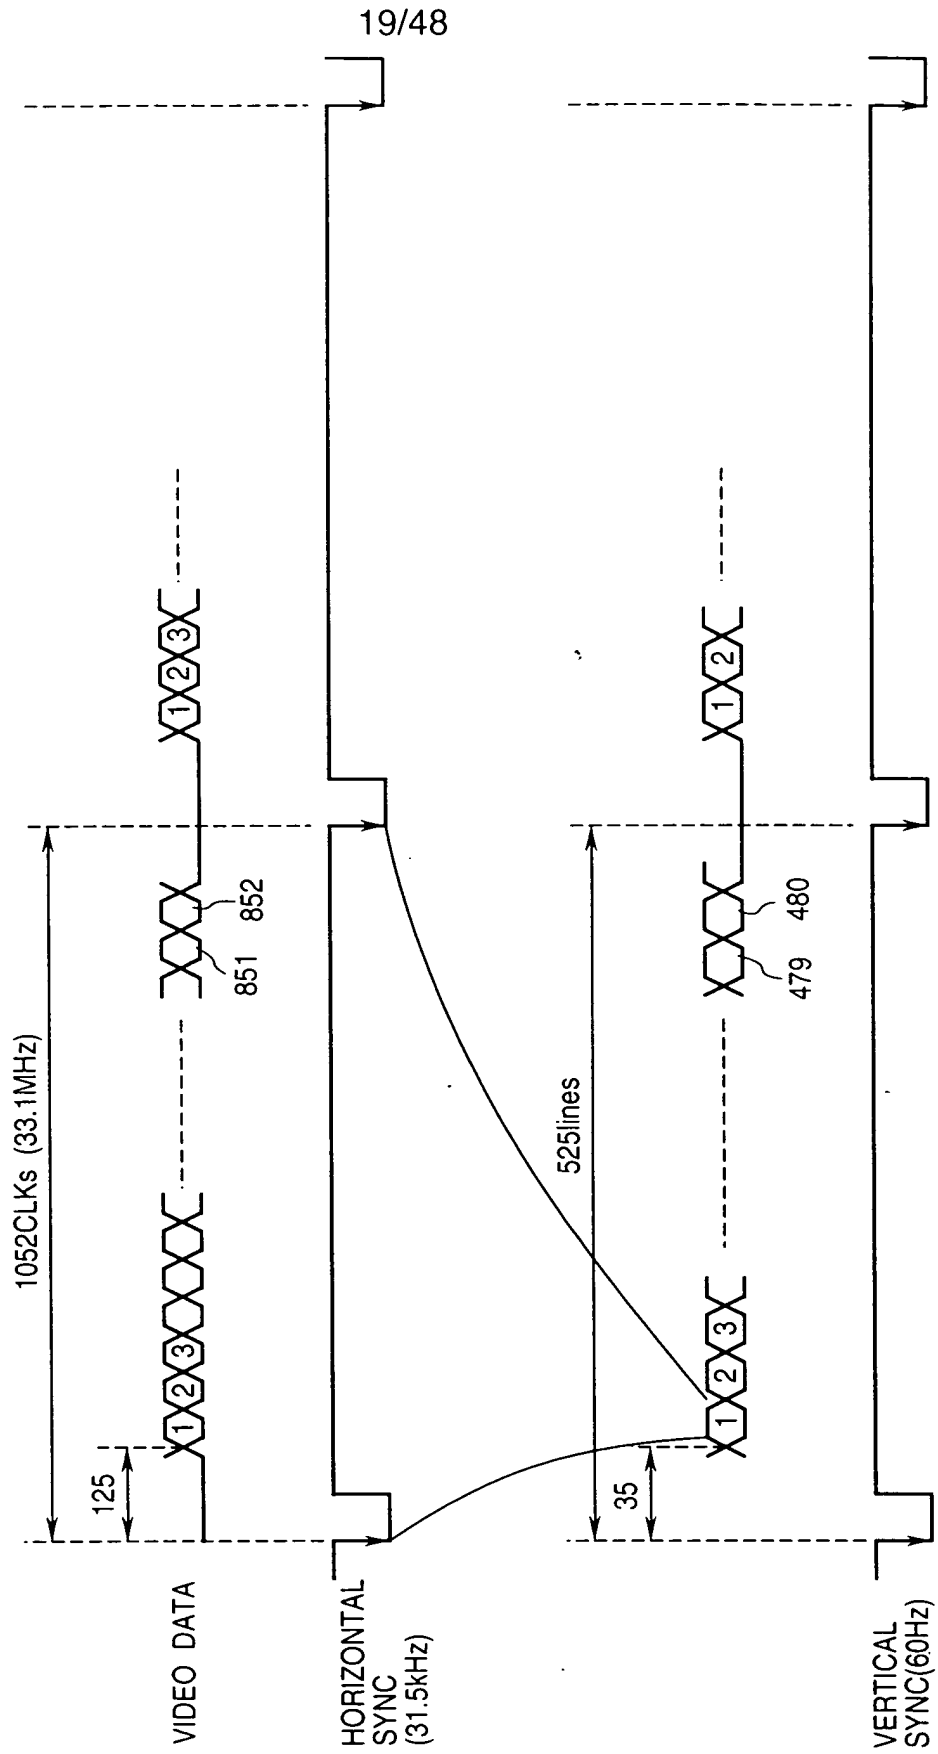 19/48
1052CLKs (33.1MHz)
125
VIDEO DATA
1 2 3
851
852
1 2 3
HORIZONTAL
SYNC
(31.5kHz)
525lines
35
1 2 3
479
480
1 2
VERTICAL
SYNC(60Hz)